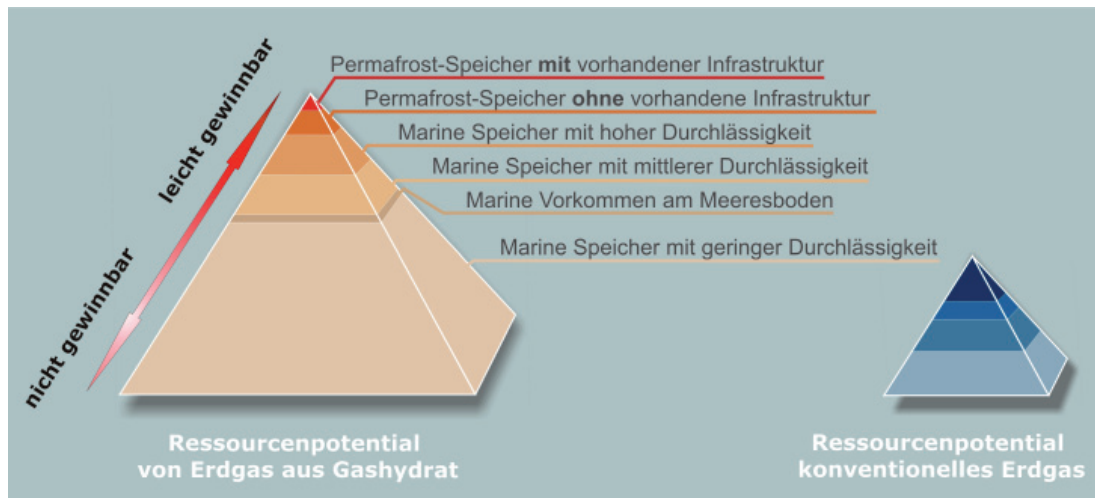 Permafrost-Speicher mit vorhandener Infrastruktur
Permafrost-Speicher ohne vorhandene Infrastruktur
Marine Speicher mit hoher Durchlässigkeit
Marine Speicher mit mittlerer Durchlässigkeit
Marine Vorkommen am Meeresboden
Marine Speicher mit geringer Durchlässigkeit
leicht gewinnbar
nicht gewinnbar
Ressourcenpotential
von Erdgas aus Gashydrat
Ressourcenpotential
konventionelles Erdgas